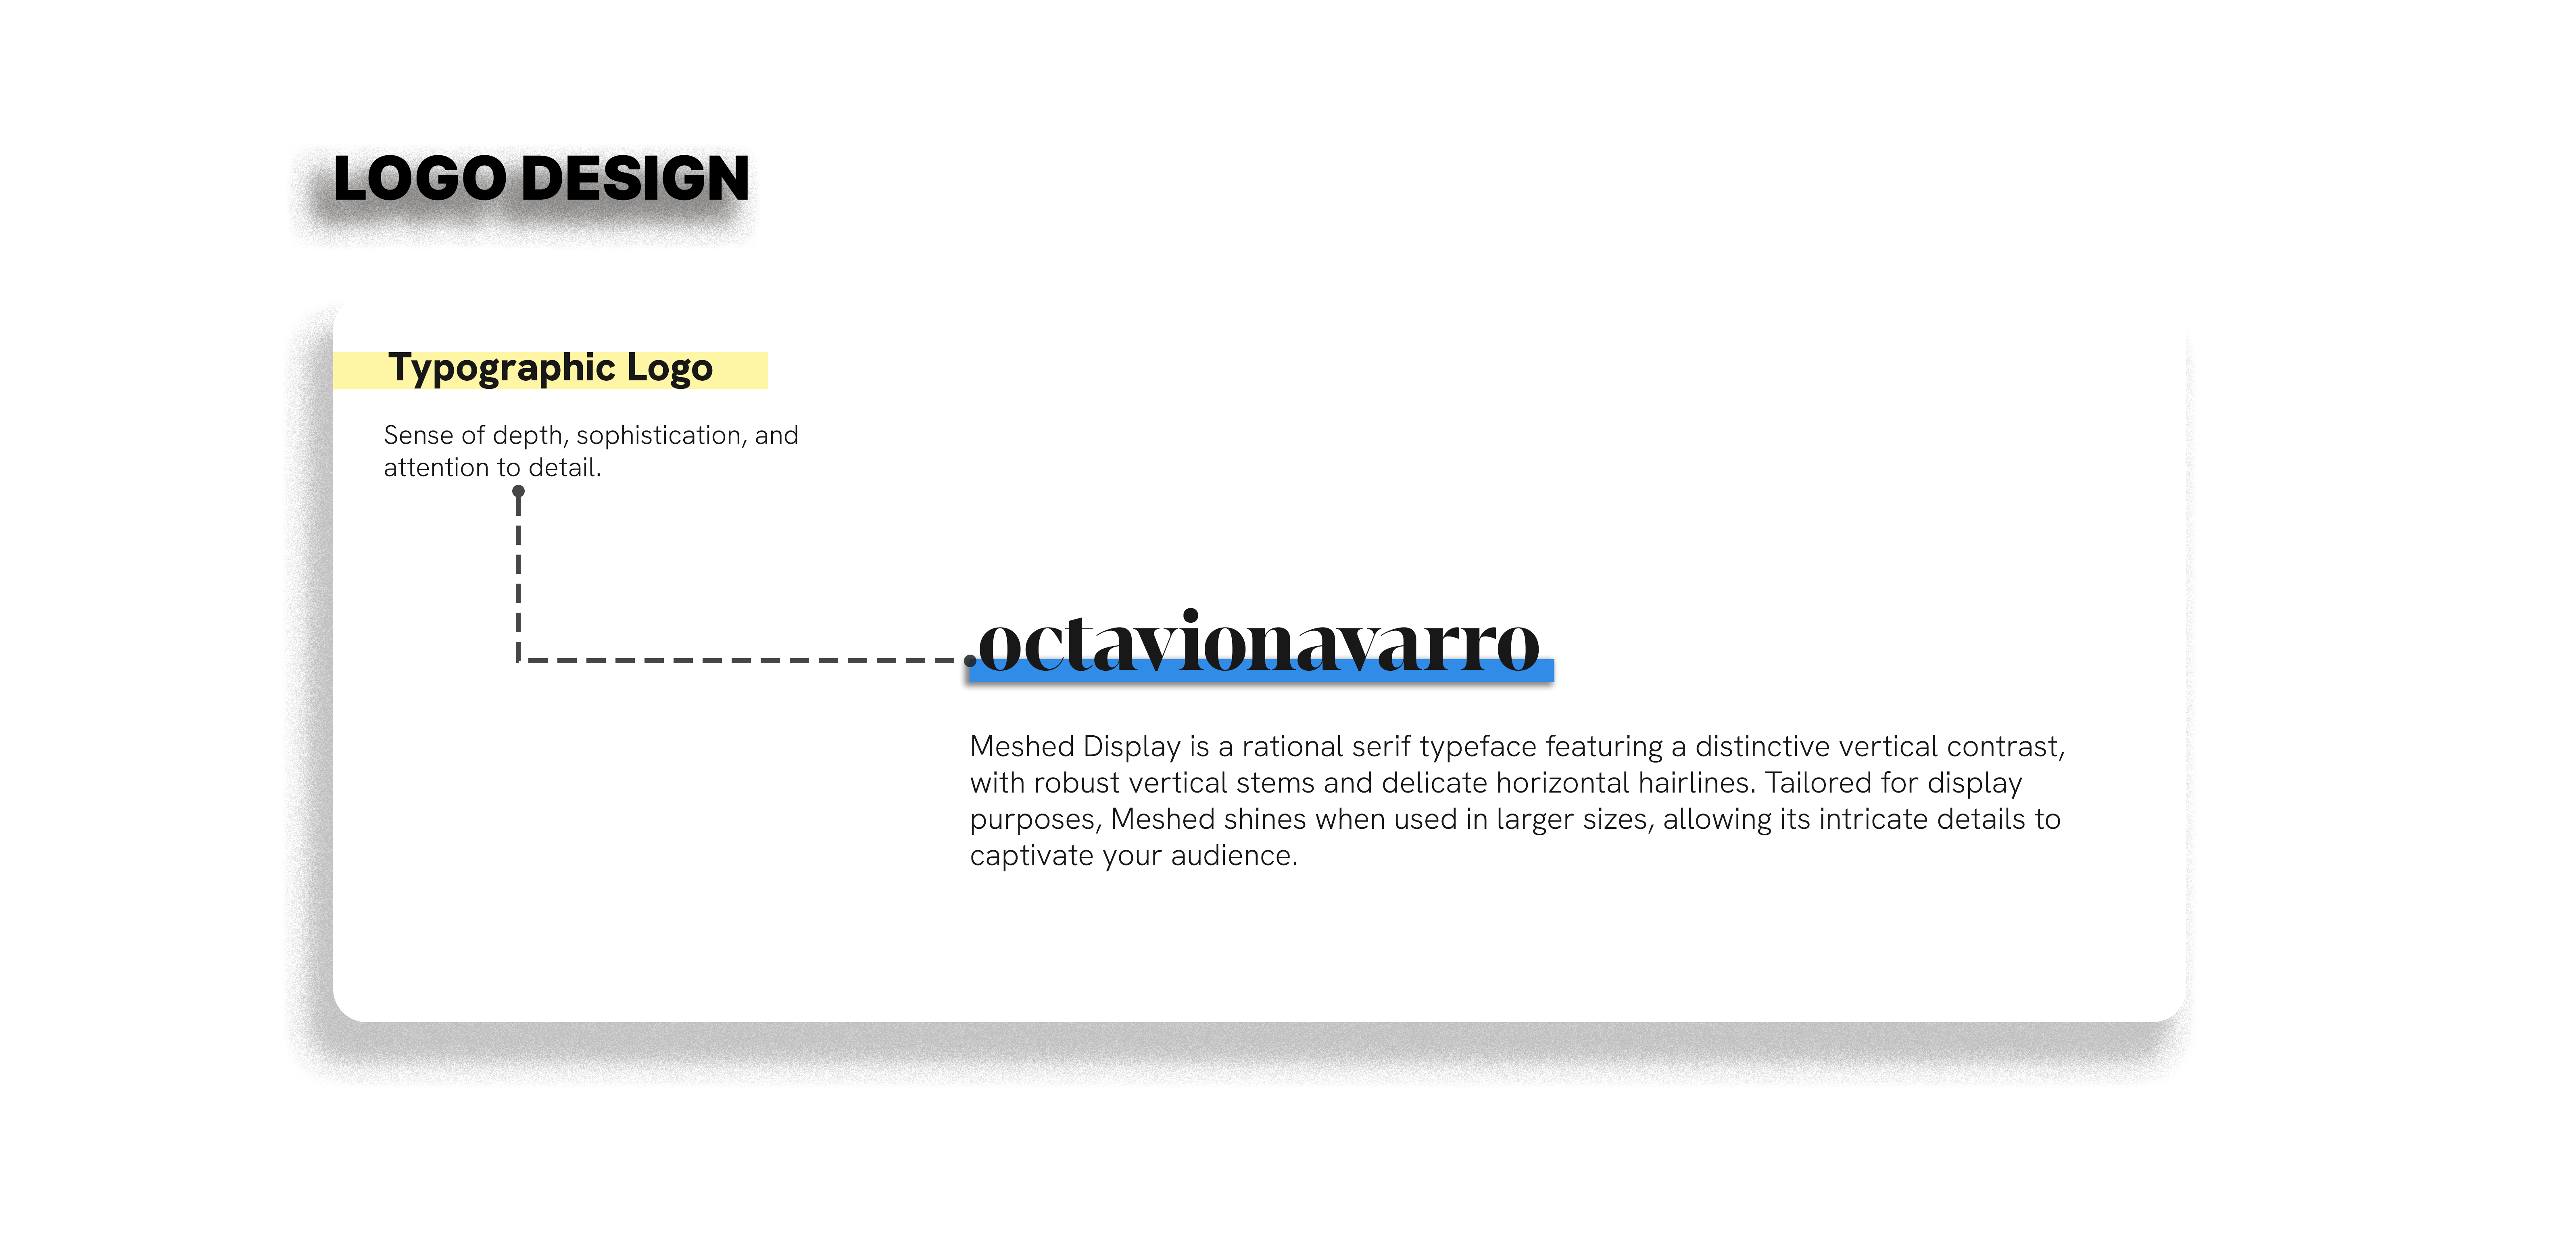 LOGO DESIGN
Typographic Logo
Sense of depth, sophistication, and
attention to detail.
octavionavarro
Meshed Display is a rational serif typeface featuring a distinctive vertical contrast,
with robust vertical stems and delicate horizontal hairlines. Tailored for display
purposes, Meshed shines when used in larger sizes, allowing its intricate details to
captivate your audience.